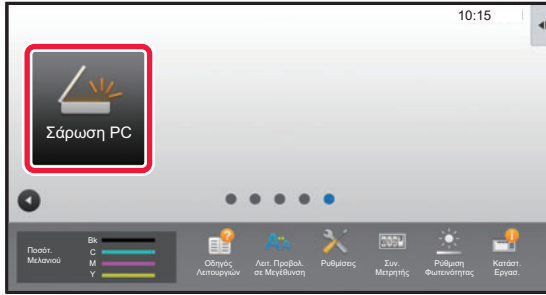 10:15
Σάρωση PC
Ποσότ.
Μελανιού
Bk
C
M
Y
Οδηγός
Λειτουργιών
Λειτ. Προβολ.
σε Μεγέθυνση
Ρυθμίσεις
Συν.
Μετρητής
Ρύθμιση
Φωτεινότητας
Κατάστ.
Εργασ.